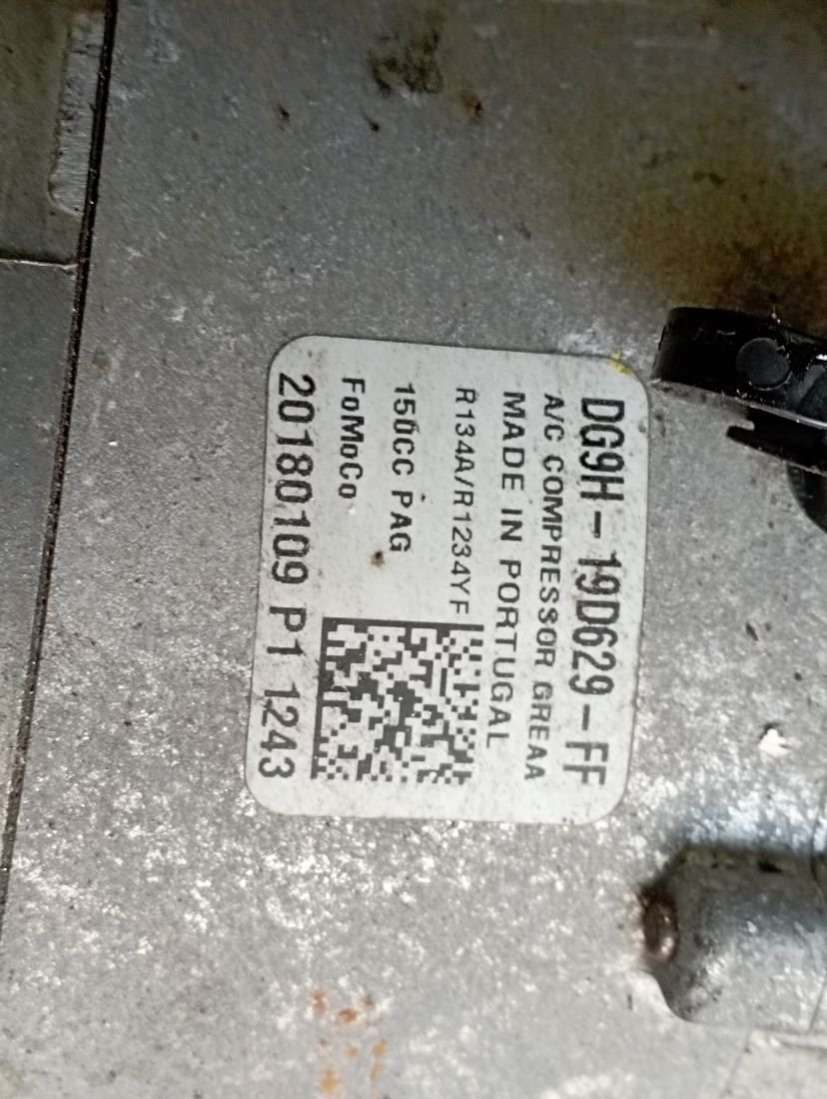 DG9H-19D629-FF
A/C COMPRESSOR GREAA
MADE IN PORTUGAL
R134A/R1234YF
150CC PAG
FoMoCo
20180109 P1 1243